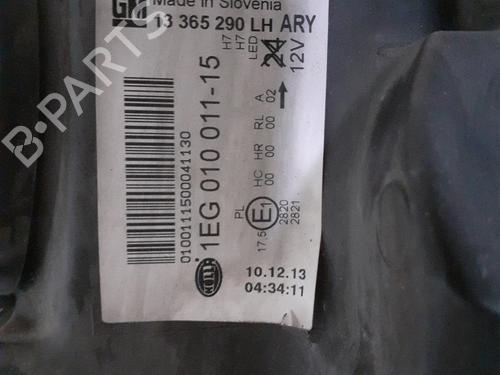 GM
Made in Slovenia
13 365 290 LH ARY
H7 H7 LED
24 12V
0100111500041130
1EG 010 011-15
HC HR RL A
00 00 00 02
PL
17.5
E1
2820
2821
HELLA
10.12.13
04:34:11
B-PARTS